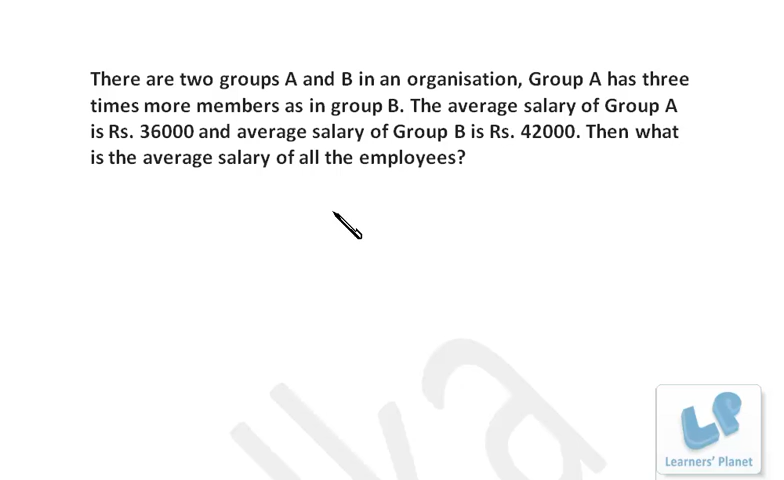 There are two groups A and B in an organisation, Group A has three
times more members as in group B. The average salary of Group A
is Rs. 36000 and average salary of Group B is Rs. 42000. Then what
is the average salary of all the employees?
LP
Learners' Planet